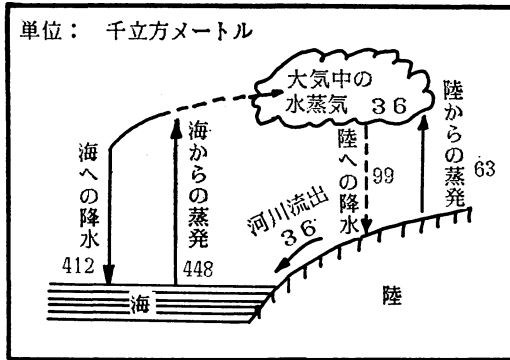 単位： 千立方メートル
大気中の
水蒸気 36
海への降水
412
海からの蒸発
448
陸への降水
99
陸からの蒸発
63
河川流出
36
海
陸